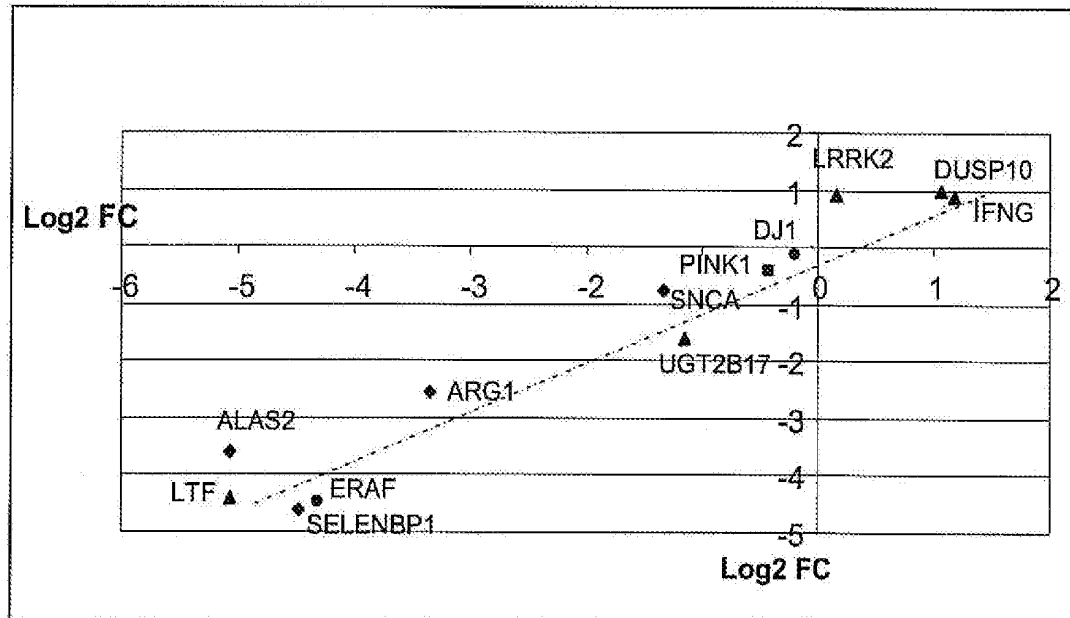 2
LRRK2
DUSP10
1
IFNG
Log2 FC
DJ1
PINK1
-6
-5
-4
-3
-2
0
1
2
SNCA
-1
UGT2B17
-2
ARG1
-3
ALAS2
-4
LTF
ERAF
SELENBP1
-5
Log2 FC